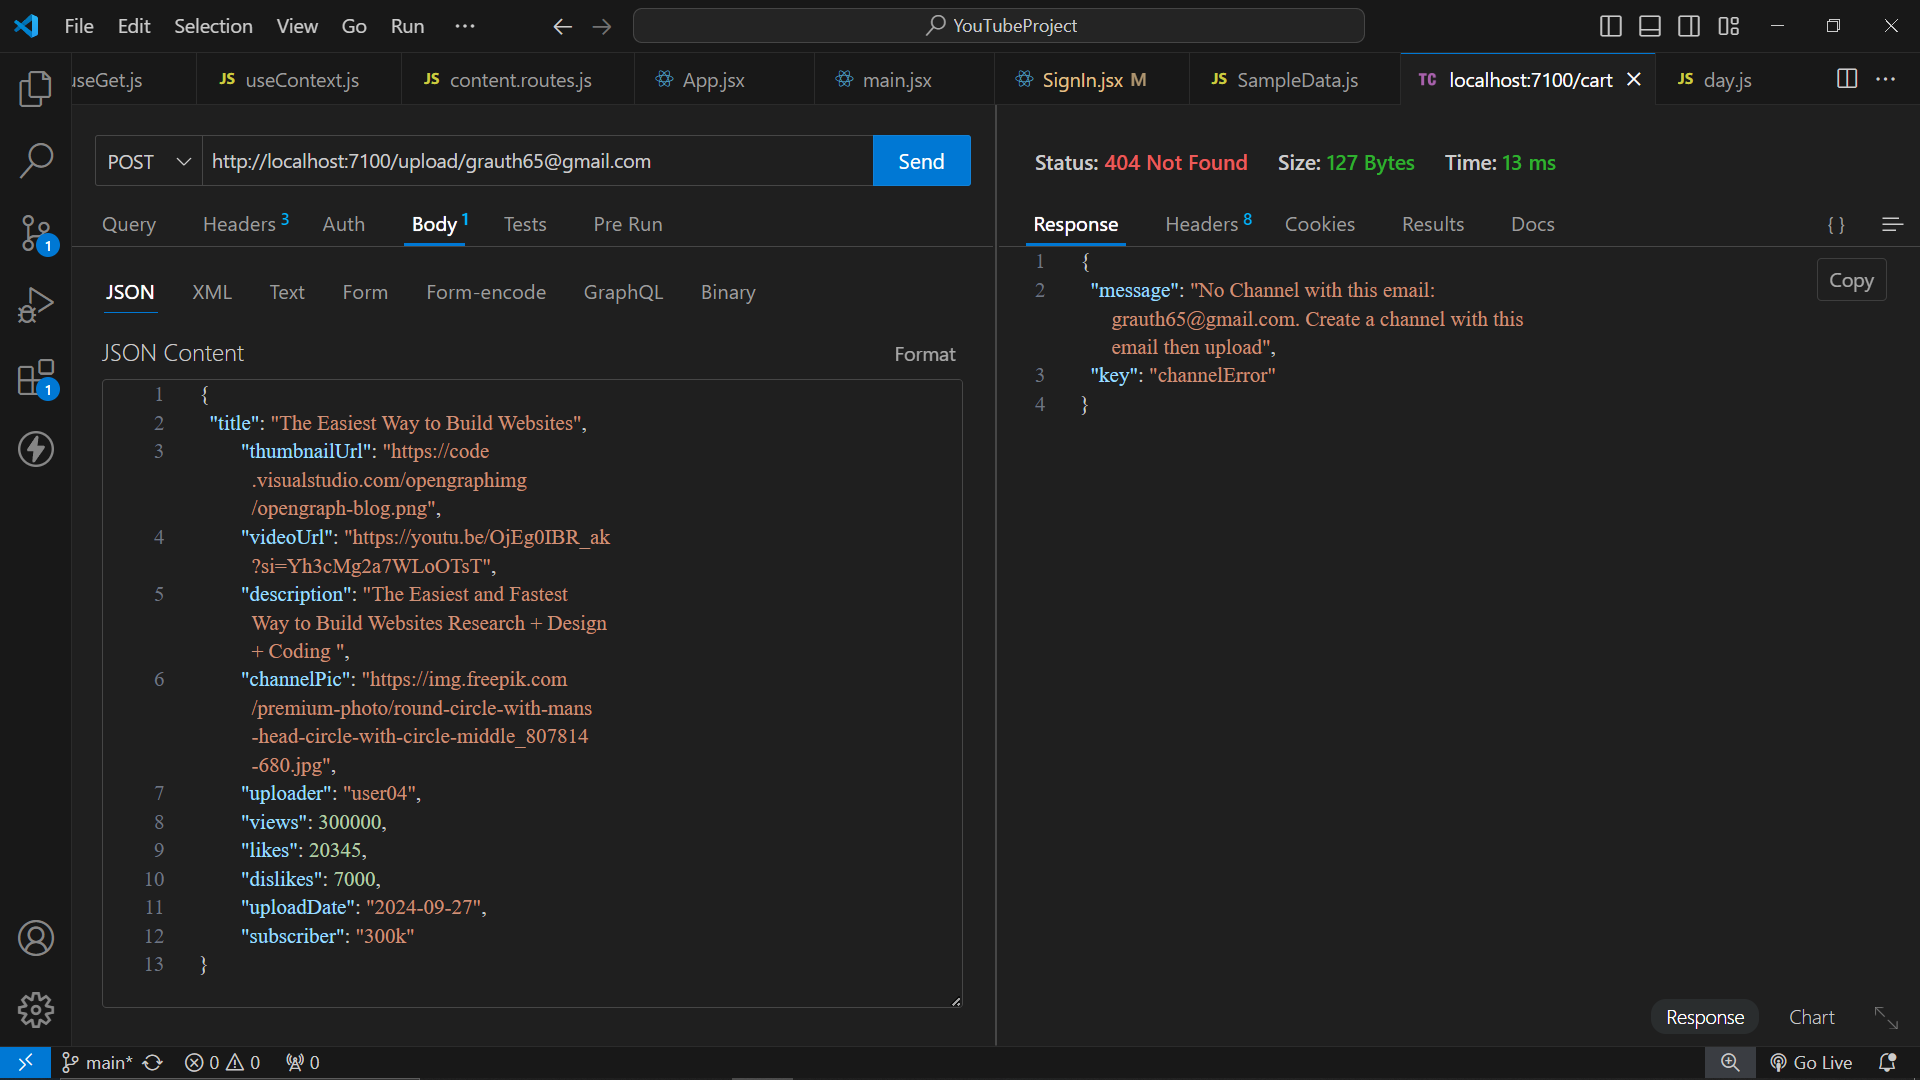 File Edit Selection View Go Run ···
YouTubeProject
useGet.js
JS useContext.js
JS content.routes.js
App.jsx
main.jsx
SignIn.jsx M
JS SampleData.js
TC localhost:7100/cart
JS day.js
POST http://localhost:7100/upload/grauth65@gmail.com Send
Query Headers 3 Auth Body 1 Tests Pre Run
JSON XML Text Form Form-encode GraphQL Binary
JSON Content Format
1 {
2 "title": "The Easiest Way to Build Websites",
3 "thumbnailUrl": "https://code
.visualstudio.com/opengraphimg
/opengraph-blog.png",
4 "videoUrl": "https://youtu.be/OjEg0IBR_ak
?si=Yh3cMg2a7WLoOTsT",
5 "description": "The Easiest and Fastest
Way to Build Websites Research + Design
+ Coding ",
6 "channelPic": "https://img.freepik.com
/premium-photo/round-circle-with-mans
-head-circle-with-circle-middle_807814
-680.jpg",
7 "uploader": "user04",
8 "views": 300000,
9 "likes": 20345,
10 "dislikes": 7000,
11 "uploadDate": "2024-09-27",
12 "subscriber": "300k"
13 }
Status: 404 Not Found Size: 127 Bytes Time: 13 ms
Response Headers 8 Cookies Results Docs { }
Copy
1 {
2 "message": "No Channel with this email:
grauth65@gmail.com. Create a channel with this
email then upload",
3 "key": "channelError"
4 }
Response Chart
1
1
main* 0 0 0
Go Live